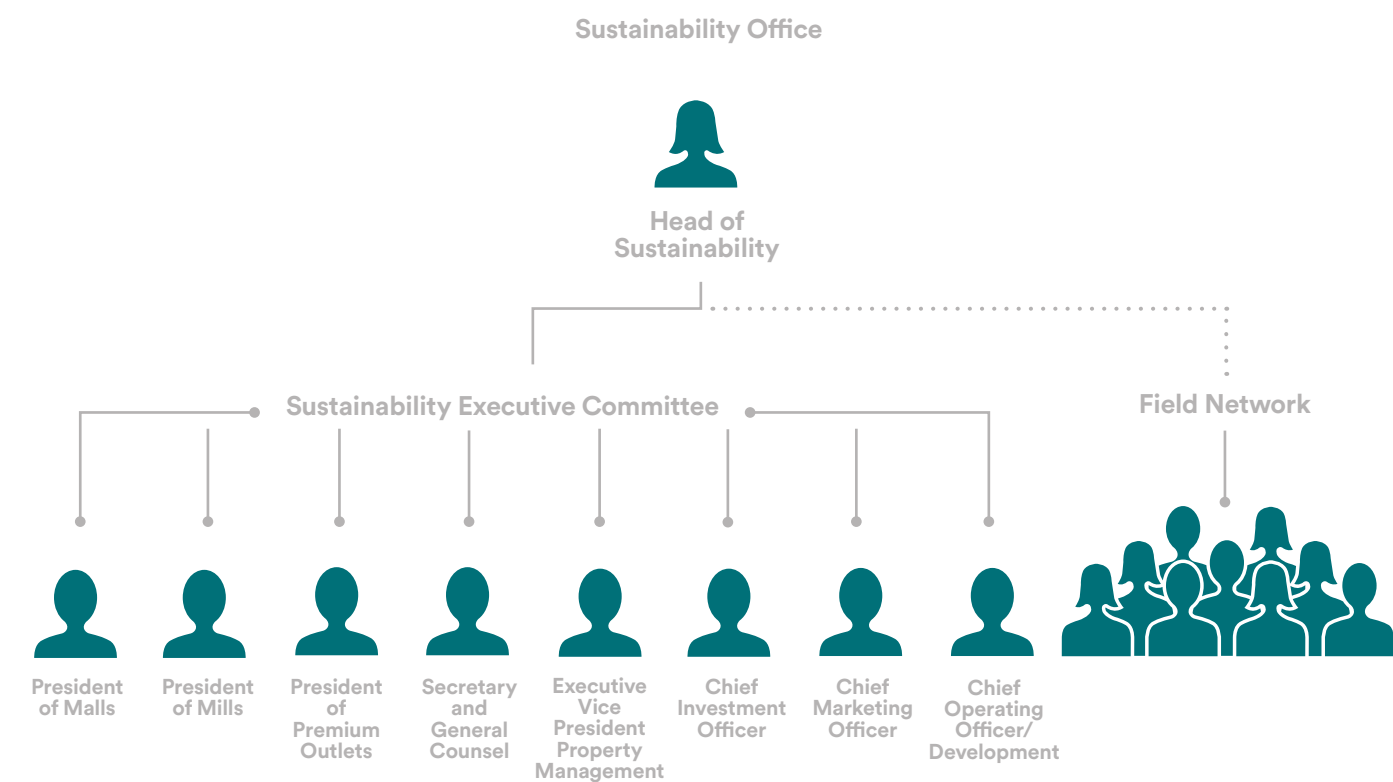 Sustainability Office
Head of
Sustainability
Sustainability Executive Committee
Field Network
President
of Malls
President
of Mills
President
of
Premium
Outlets
Secretary
and
General
Counsel
Executive
Vice
President
Property
Management
Chief
Investment
Officer
Chief
Marketing
Officer
Chief
Operating
Officer/
Development